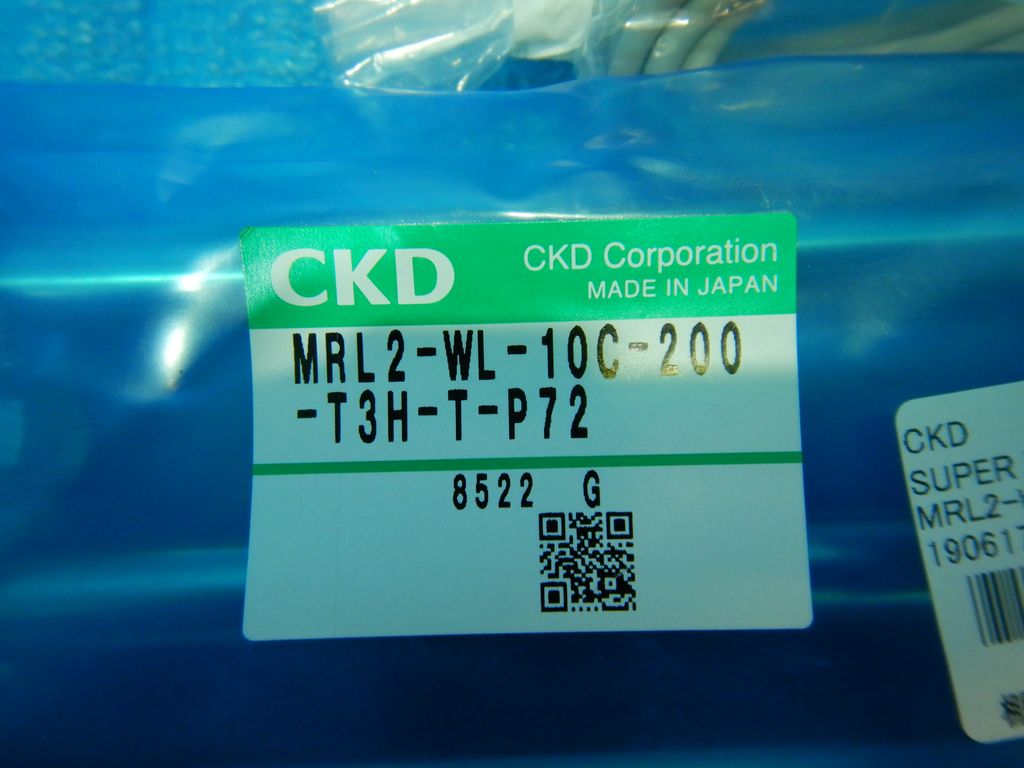 CKD
CKD Corporation
MADE IN JAPAN
MRL2-WL-10C-200
-T3H-T-P72
8522 G
CKD
SUPER
MRL2-
19061